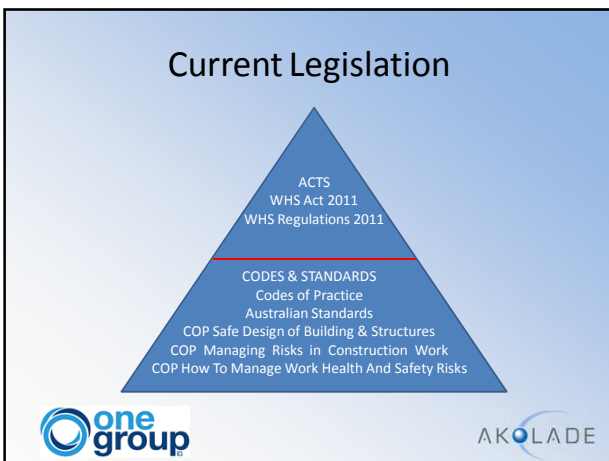 Current Legislation
ACTS
WHS Act 2011
WHS Regulations 2011
CODES & STANDARDS
Codes of Practice
Australian Standards
COP Safe Design of Building & Structures
COP Managing Risks in Construction Work
COP How To Manage Work Health And Safety Risks
one
group
AKOLADE